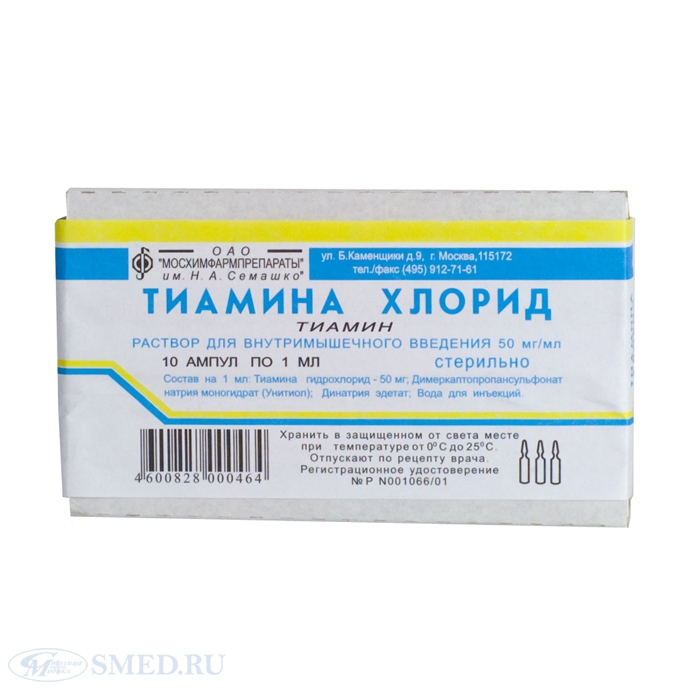 ОАО
"МОСХИМФАРМПРЕПАРАТЫ"
им. Н. А. Семашко"
ул. Б.Каменщики д.9, г. Москва,115172
тел./факс (495) 912-71-61
ТИАМИНА ХЛОРИД
ТИАМИН
РАСТВОР ДЛЯ ВНУТРИМЫШЕЧНОГО ВВЕДЕНИЯ 50 мг/мл
10 АМПУЛ ПО 1 МЛ
стерильно
Состав на 1 мл: Тиамина гидрохлорид - 50 мг; Димеркаптопропансульфонат
натрия моногидрат (Унитиол); Динатрия эдетат; Вода для инъекций.
Хранить в защищенном от света месте
при температуре от 0°С до 25°С.
Отпускают по рецепту врача.
Регистрационное удостоверение
№ Р N001066/01
4600828000464
SMED.RU